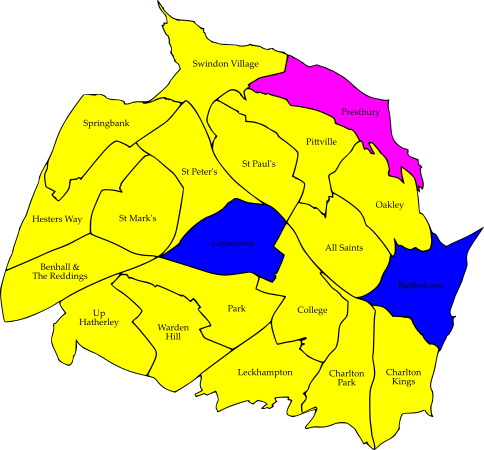 Swindon Village
Prestbury
Springbank
Pittville
St Paul's
St Peter's
Oakley
Hesters Way
St Mark's
Lansdown
All Saints
Benhall &
The Reddings
Battledown
Up
Hatherley
Warden
Hill
Park
College
Leckhampton
Charlton
Park
Charlton
Kings